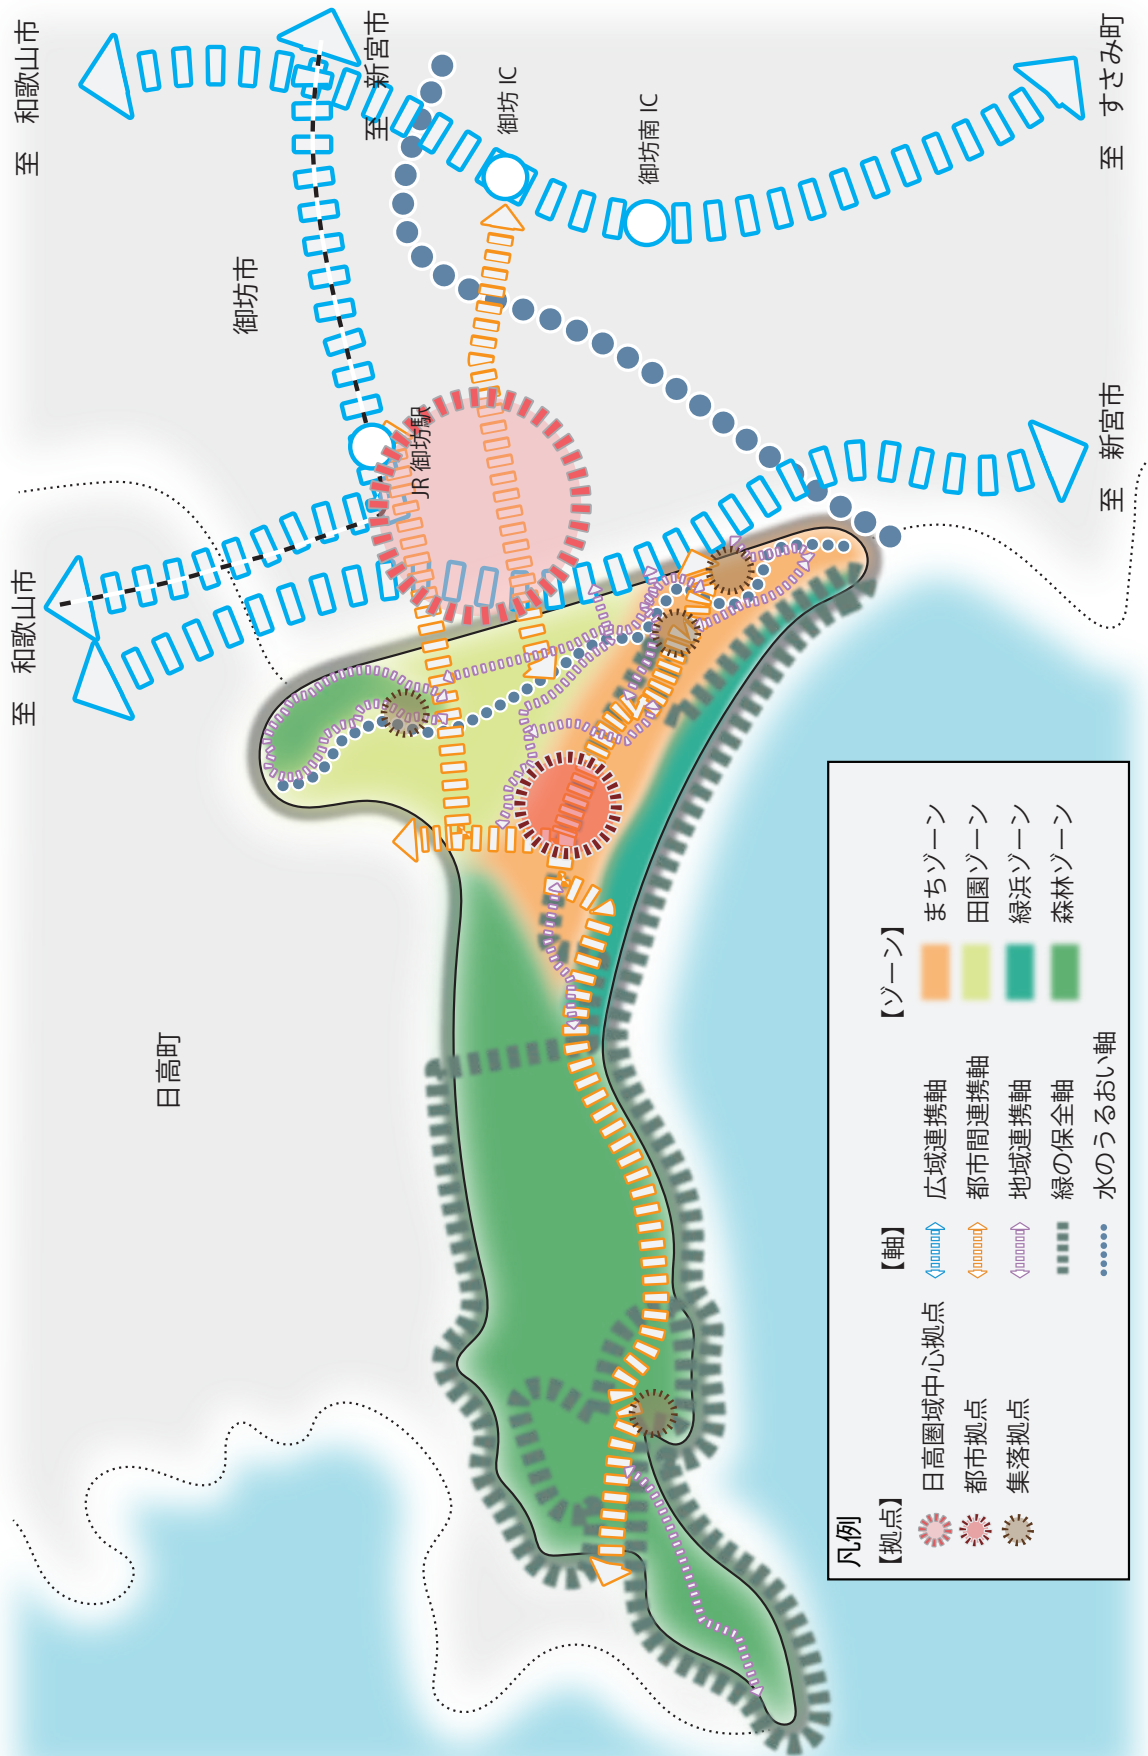 至　和歌山市
至　新宮市
御坊 IC
御坊南 IC
至　すさみ町
御坊市
JR 御坊駅
至　和歌山市
至　新宮市
日高町
凡例
【拠点】
日高圏域中心拠点
都市拠点
集落拠点
【軸】
広域連携軸
都市間連携軸
地域連携軸
緑の保全軸
水のうるおい軸
【ゾーン】
まちゾーン
田園ゾーン
緑浜ゾーン
森林ゾーン